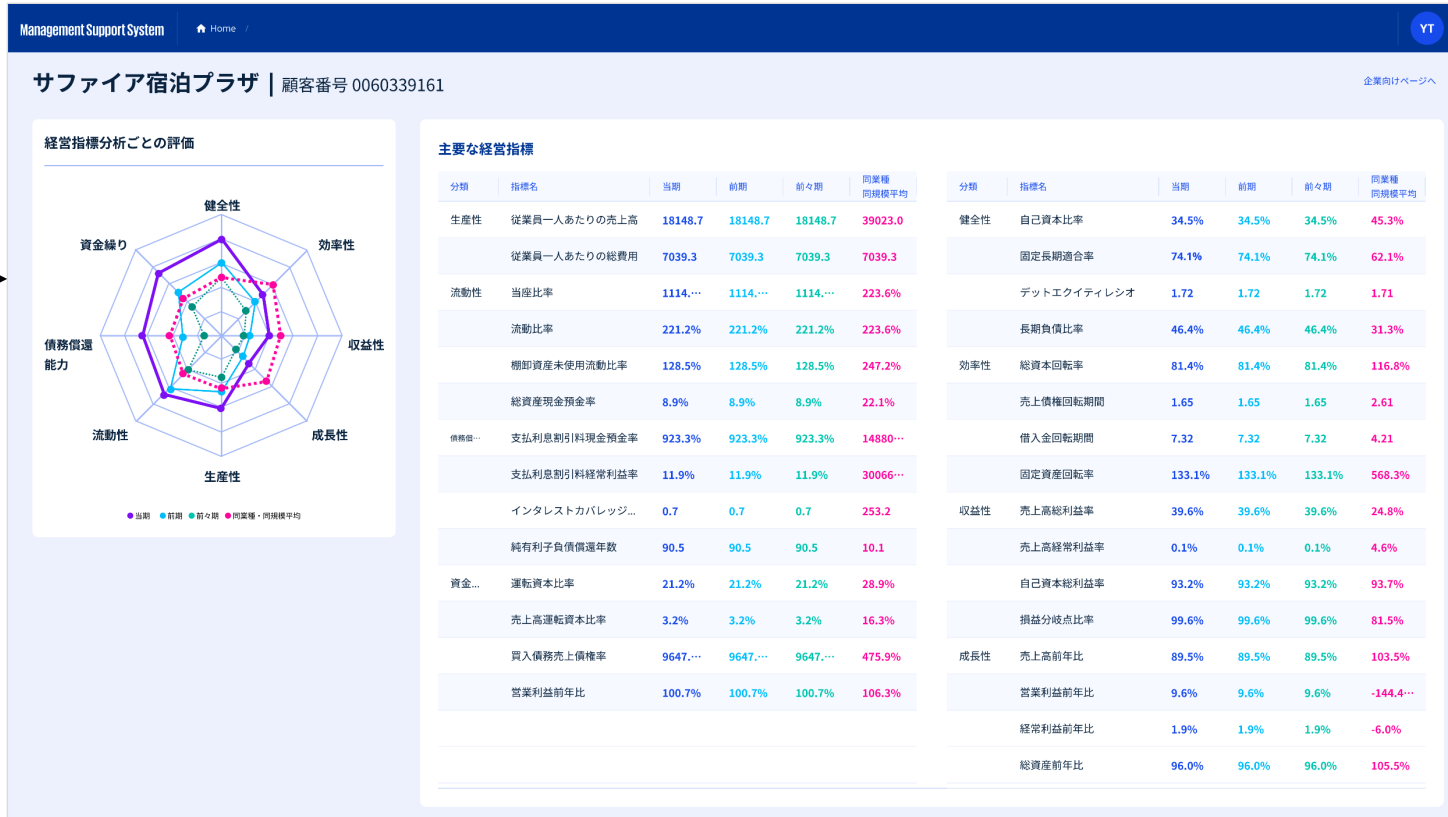 Management Support System
Home /
YT
サファイア宿泊プラザ | 顧客番号 0060339161
企業向けページへ
経営指標分析ごとの評価
健全性
効率性
収益性
成長性
生産性
流動性
債務償還
能力
資金繰り
当期 前期 前々期 同業種・同規模平均
主要な経営指標
分類 指標名 当期 前期 前々期 同業種
同規模平均
生産性 従業員一人あたりの売上高 18148.7 18148.7 18148.7 39023.0
従業員一人あたりの総費用 7039.3 7039.3 7039.3 7039.3
流動性 当座比率 1114.… 1114.… 1114.… 223.6%
流動比率 221.2% 221.2% 221.2% 223.6%
棚卸資産未使用流動比率 128.5% 128.5% 128.5% 247.2%
総資産現金預金率 8.9% 8.9% 8.9% 22.1%
債務償… 支払利息割引料現金預金率 923.3% 923.3% 923.3% 14880…
支払利息割引料経常利益率 11.9% 11.9% 11.9% 30066…
インタレストカバレッジ... 0.7 0.7 0.7 253.2
純有利子負債償還年数 90.5 90.5 90.5 10.1
資金... 運転資本比率 21.2% 21.2% 21.2% 28.9%
売上高運転資本比率 3.2% 3.2% 3.2% 16.3%
買入債務売上債権率 9647.… 9647.… 9647.… 475.9%
営業利益前年比 100.7% 100.7% 100.7% 106.3%
分類 指標名 当期 前期 前々期 同業種
同規模平均
健全性 自己資本比率 34.5% 34.5% 34.5% 45.3%
固定長期適合率 74.1% 74.1% 74.1% 62.1%
デットエクイティレシオ 1.72 1.72 1.72 1.71
長期負債比率 46.4% 46.4% 46.4% 31.3%
効率性 総資本回転率 81.4% 81.4% 81.4% 116.8%
売上債権回転期間 1.65 1.65 1.65 2.61
借入金回転期間 7.32 7.32 7.32 4.21
固定資産回転率 133.1% 133.1% 133.1% 568.3%
収益性 売上高総利益率 39.6% 39.6% 39.6% 24.8%
売上高経常利益率 0.1% 0.1% 0.1% 4.6%
自己資本総利益率 93.2% 93.2% 93.2% 93.7%
損益分岐点比率 99.6% 99.6% 99.6% 81.5%
成長性 売上高前年比 89.5% 89.5% 89.5% 103.5%
営業利益前年比 9.6% 9.6% 9.6% -144.4…
経常利益前年比 1.9% 1.9% 1.9% -6.0%
総資産前年比 96.0% 96.0% 96.0% 105.5%